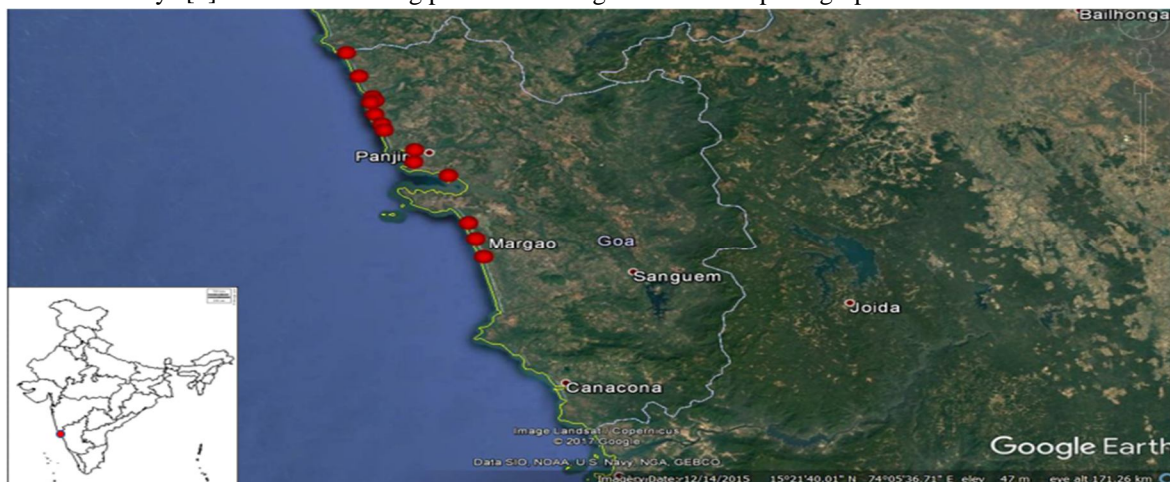 Bailhonga
Panjin
Margao
Goa
Sanguem
Joida
Canacona
Image Landsat / Copernicus
© 2017 Google
Data SIO, NOAA, U.S. Navy, NGA, GEBCO
Google Earth
Imagery Date: 12/14/2015 15°21'40.01" N 74°05'36.71" E elev 47 m eye alt 171.26 km